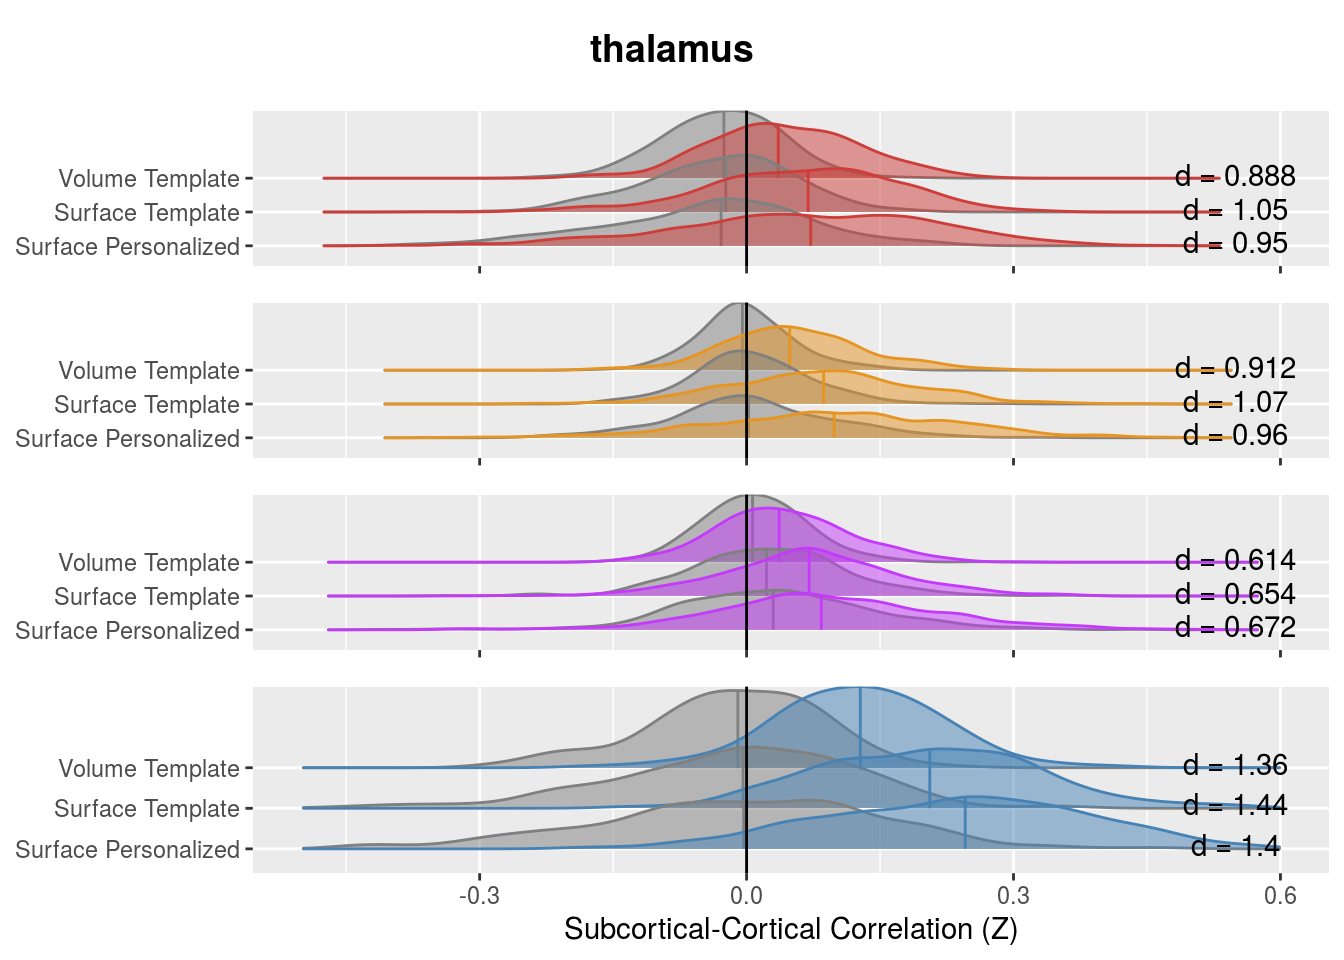 thalamus
Volume Template d = 0.888
Surface Template d = 1.05
Surface Personalized d = 0.95
Volume Template d = 0.912
Surface Template d = 1.07
Surface Personalized d = 0.96
Volume Template d = 0.614
Surface Template d = 0.654
Surface Personalized d = 0.672
Volume Template d = 1.36
Surface Template d = 1.44
Surface Personalized d = 1.4
-0.3 0.0 0.3 0.6
Subcortical-Cortical Correlation (Z)